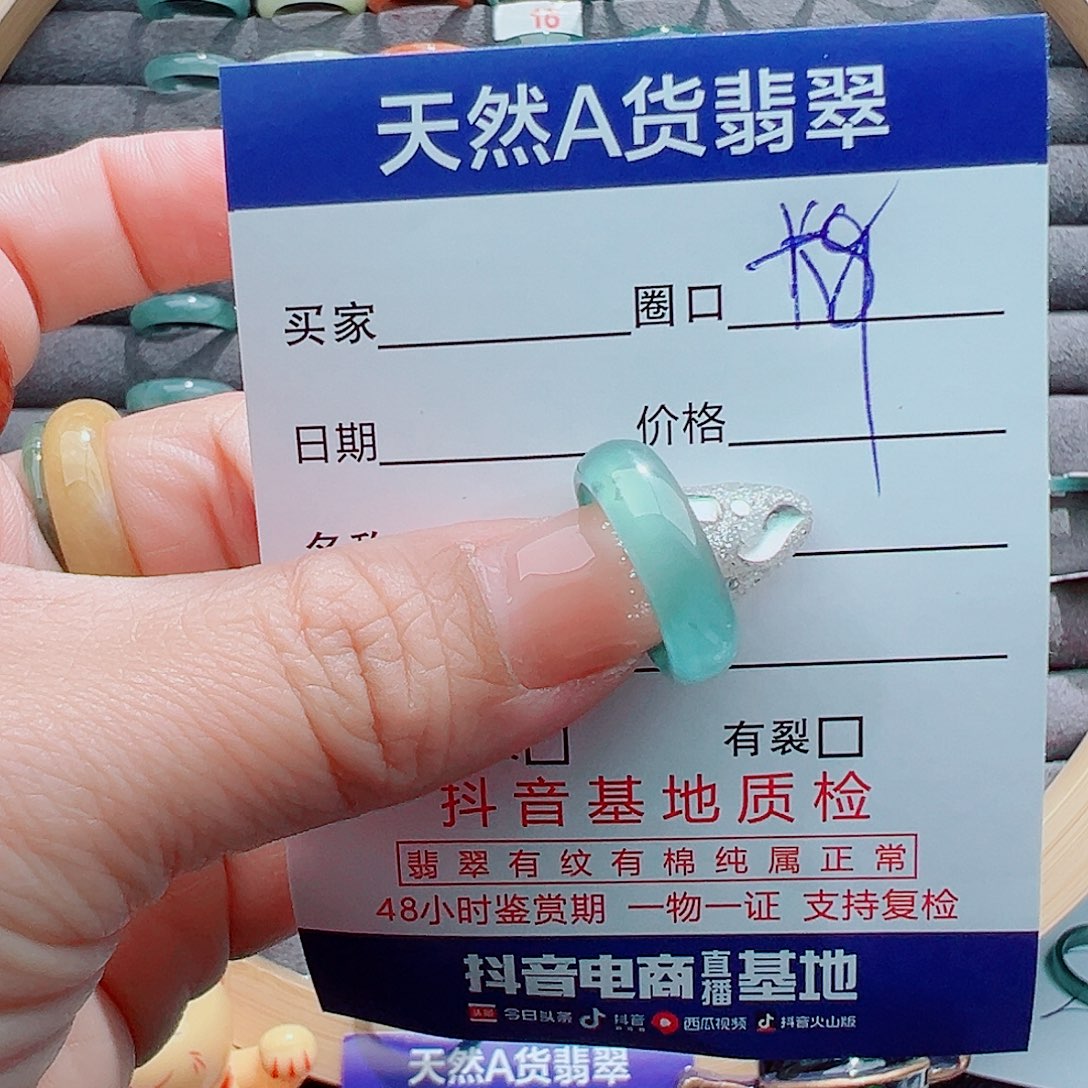 16
天然A货翡翠
买家 圈口
日期 价格
有裂
抖音基地质检
翡翠有纹有棉纯属正常
48小时鉴赏期 一物一证 支持复检
抖音电商直播基地
头条 今日头条 抖音 西瓜视频 抖音火山版
天然A货翡翠